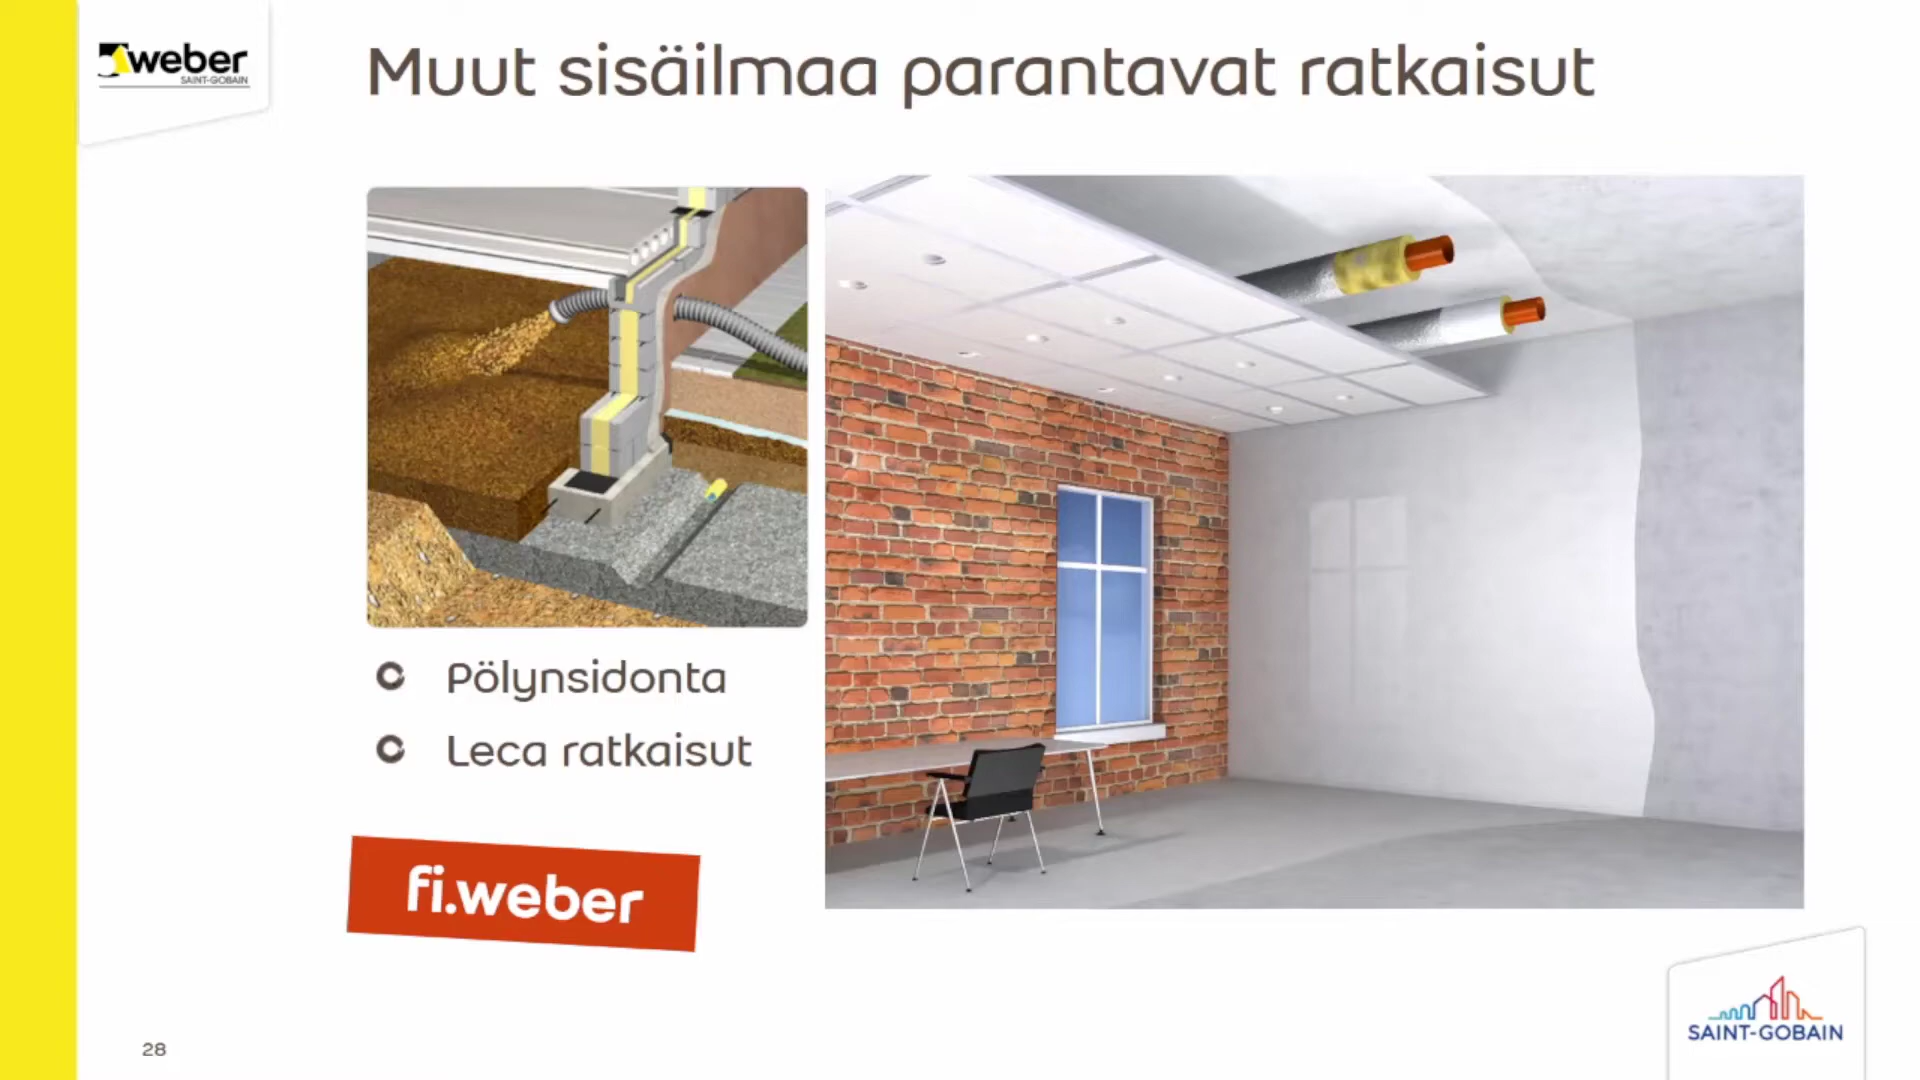 weber
SAINT-GOBAIN
Muut sisäilmaa parantavat ratkaisut
Pölynsidonta
Leca ratkaisut
fi.weber
28
SAINT-GOBAIN